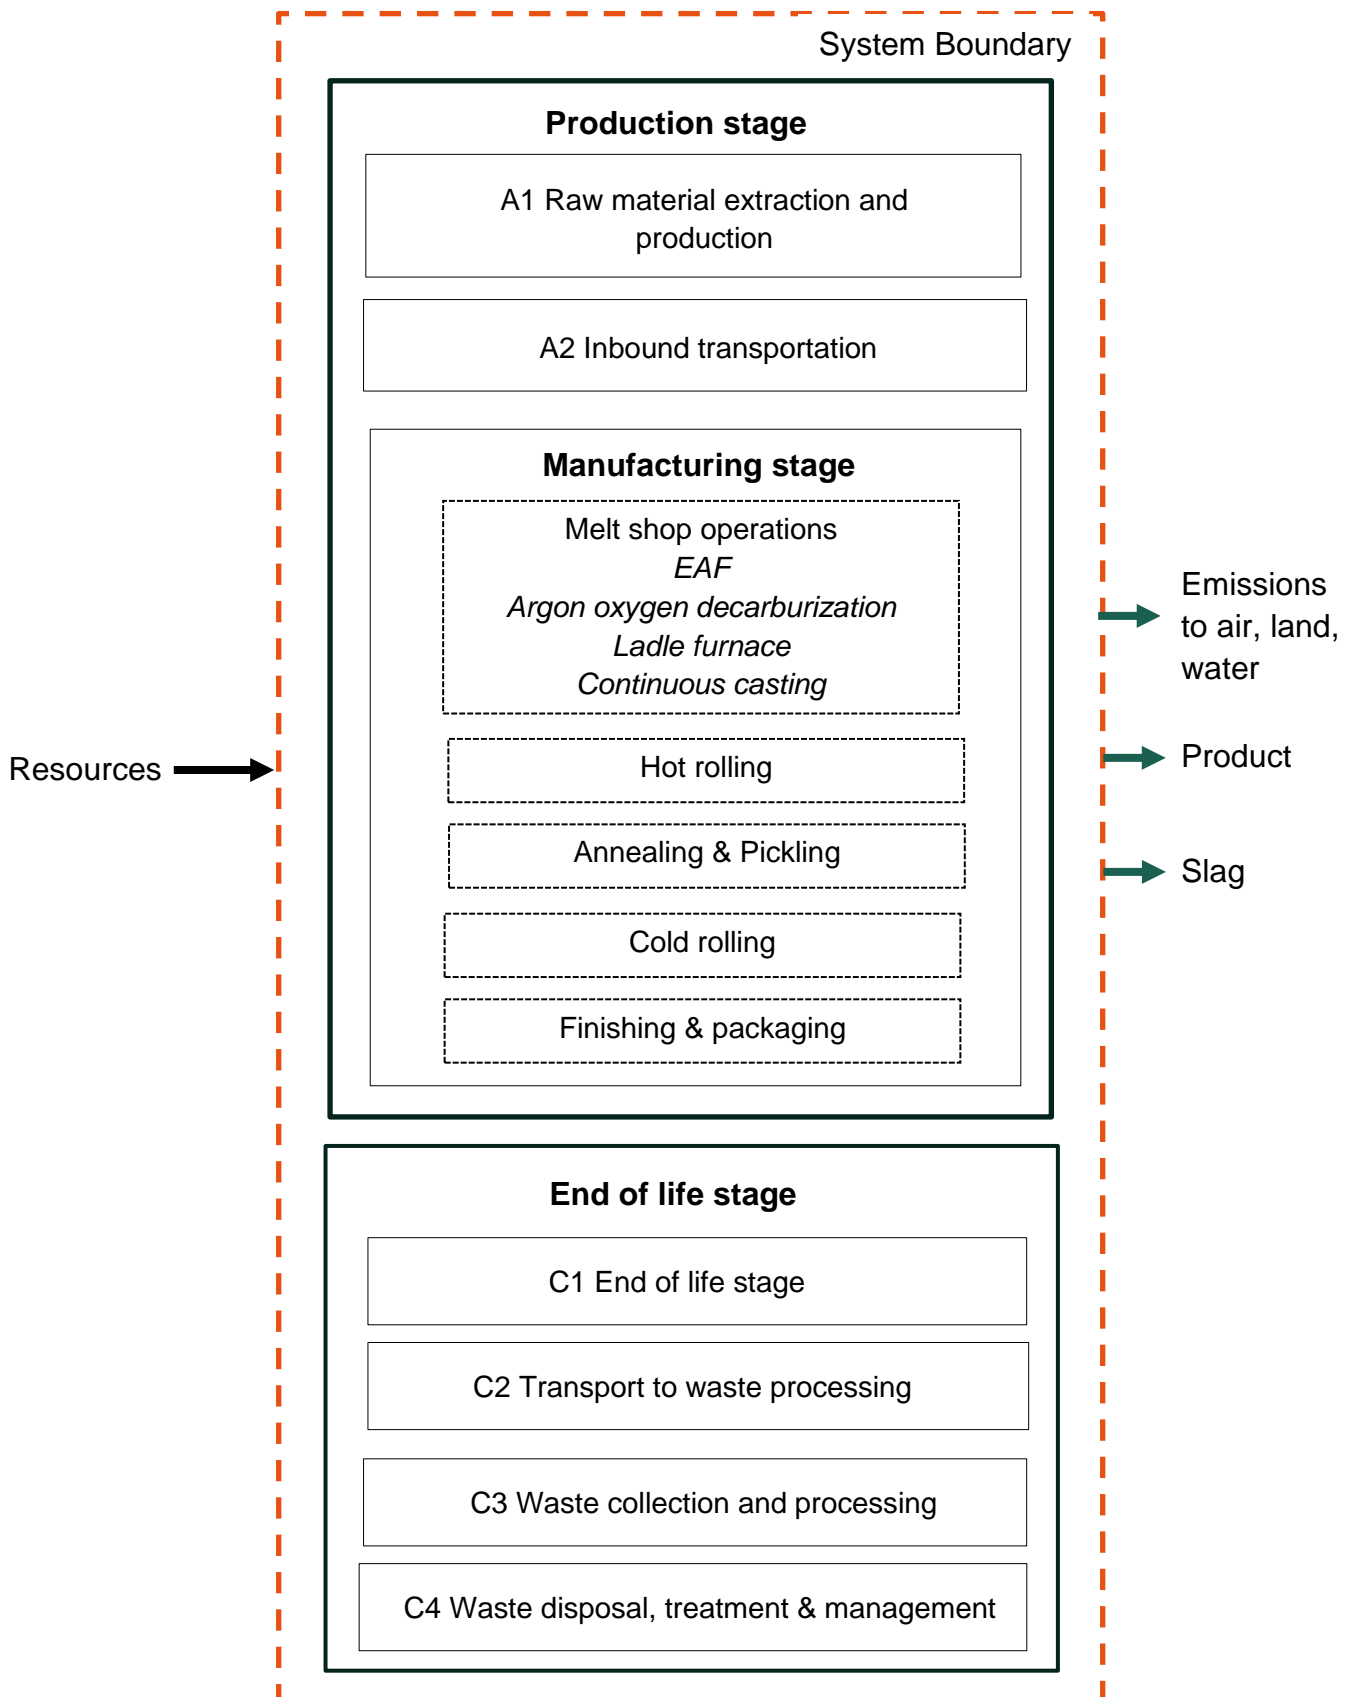 System Boundary
Production stage
A1 Raw material extraction and
production
A2 Inbound transportation
Manufacturing stage
Melt shop operations
EAF
Argon oxygen decarburization
Ladle furnace
Continuous casting
Hot rolling
Annealing & Pickling
Cold rolling
Finishing & packaging
Resources
Emissions
to air, land,
water
Product
Slag
End of life stage
C1 End of life stage
C2 Transport to waste processing
C3 Waste collection and processing
C4 Waste disposal, treatment & management